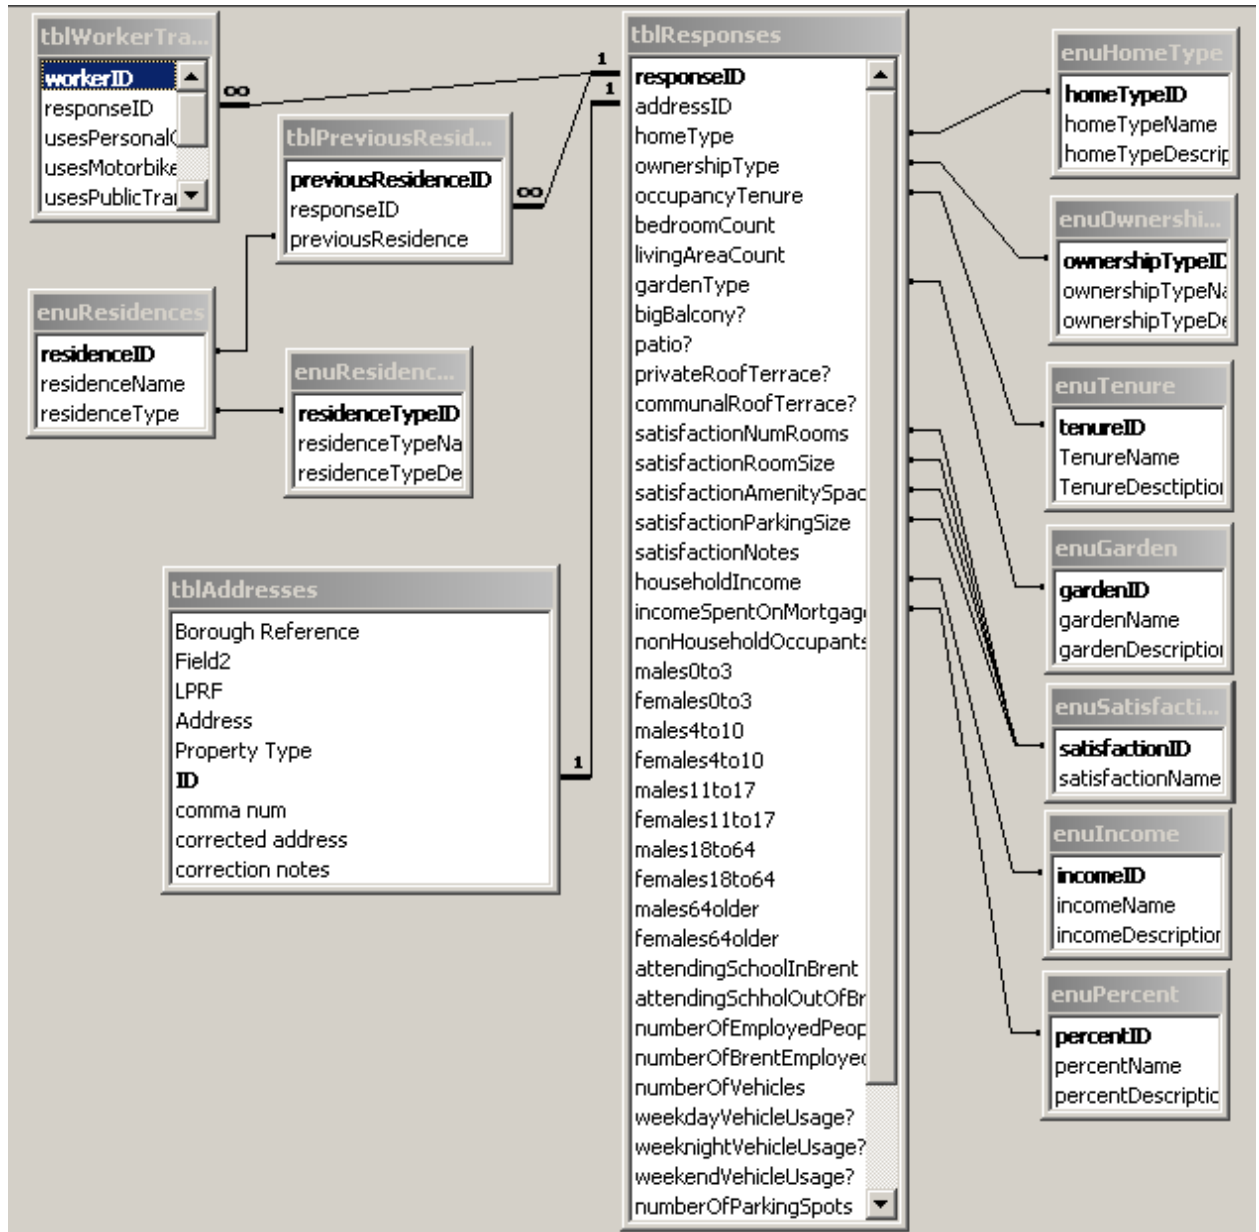 tblWorkerTra...
workerID
responseID
usesPersonalC
usesMotorbike
usesPublicTra
∞
tblPreviousResid...
previousResidenceID
responseID
previousResidence
∞
enuResidences
residenceID
residenceName
residenceType
enuResidenc...
residenceTypeID
residenceTypeNa
residenceTypeDe
tblAddresses
Borough Reference
Field2
LPRF
Address
Property Type
ID
comma num
corrected address
correction notes
1
1
1
tblResponses
responseID
addressID
homeType
ownershipType
occupancyTenure
bedroomCount
livingAreaCount
gardenType
bigBalcony?
patio?
privateRoofTerrace?
communalRoofTerrace?
satisfactionNumRooms
satisfactionRoomSize
satisfactionAmenitySpac
satisfactionParkingSize
satisfactionNotes
householdIncome
incomeSpentOnMortgag
nonHouseholdOccupants
males0to3
females0to3
males4to10
females4to10
males11to17
females11to17
males18to64
females18to64
males64older
females64older
attendingSchoolInBrent
attendingSchholOutOfBr
numberOfEmployedPeop
numberOfBrentEmployed
numberOfVehicles
weekdayVehicleUsage?
weeknightVehicleUsage?
weekendVehicleUsage?
numberOfParkingSpots
enuHomeType
homeTypeID
homeTypeName
homeTypeDescrip
enuOwnershi...
ownershipTypeID
ownershipTypeNa
ownershipTypeDe
enuTenure
tenureID
TenureName
TenureDesctiption
enuGarden
gardenID
gardenName
gardenDescription
enuSatisfacti...
satisfactionID
satisfactionName
enuIncome
incomeID
incomeName
incomeDescription
enuPercent
percentID
percentName
percentDescriptic